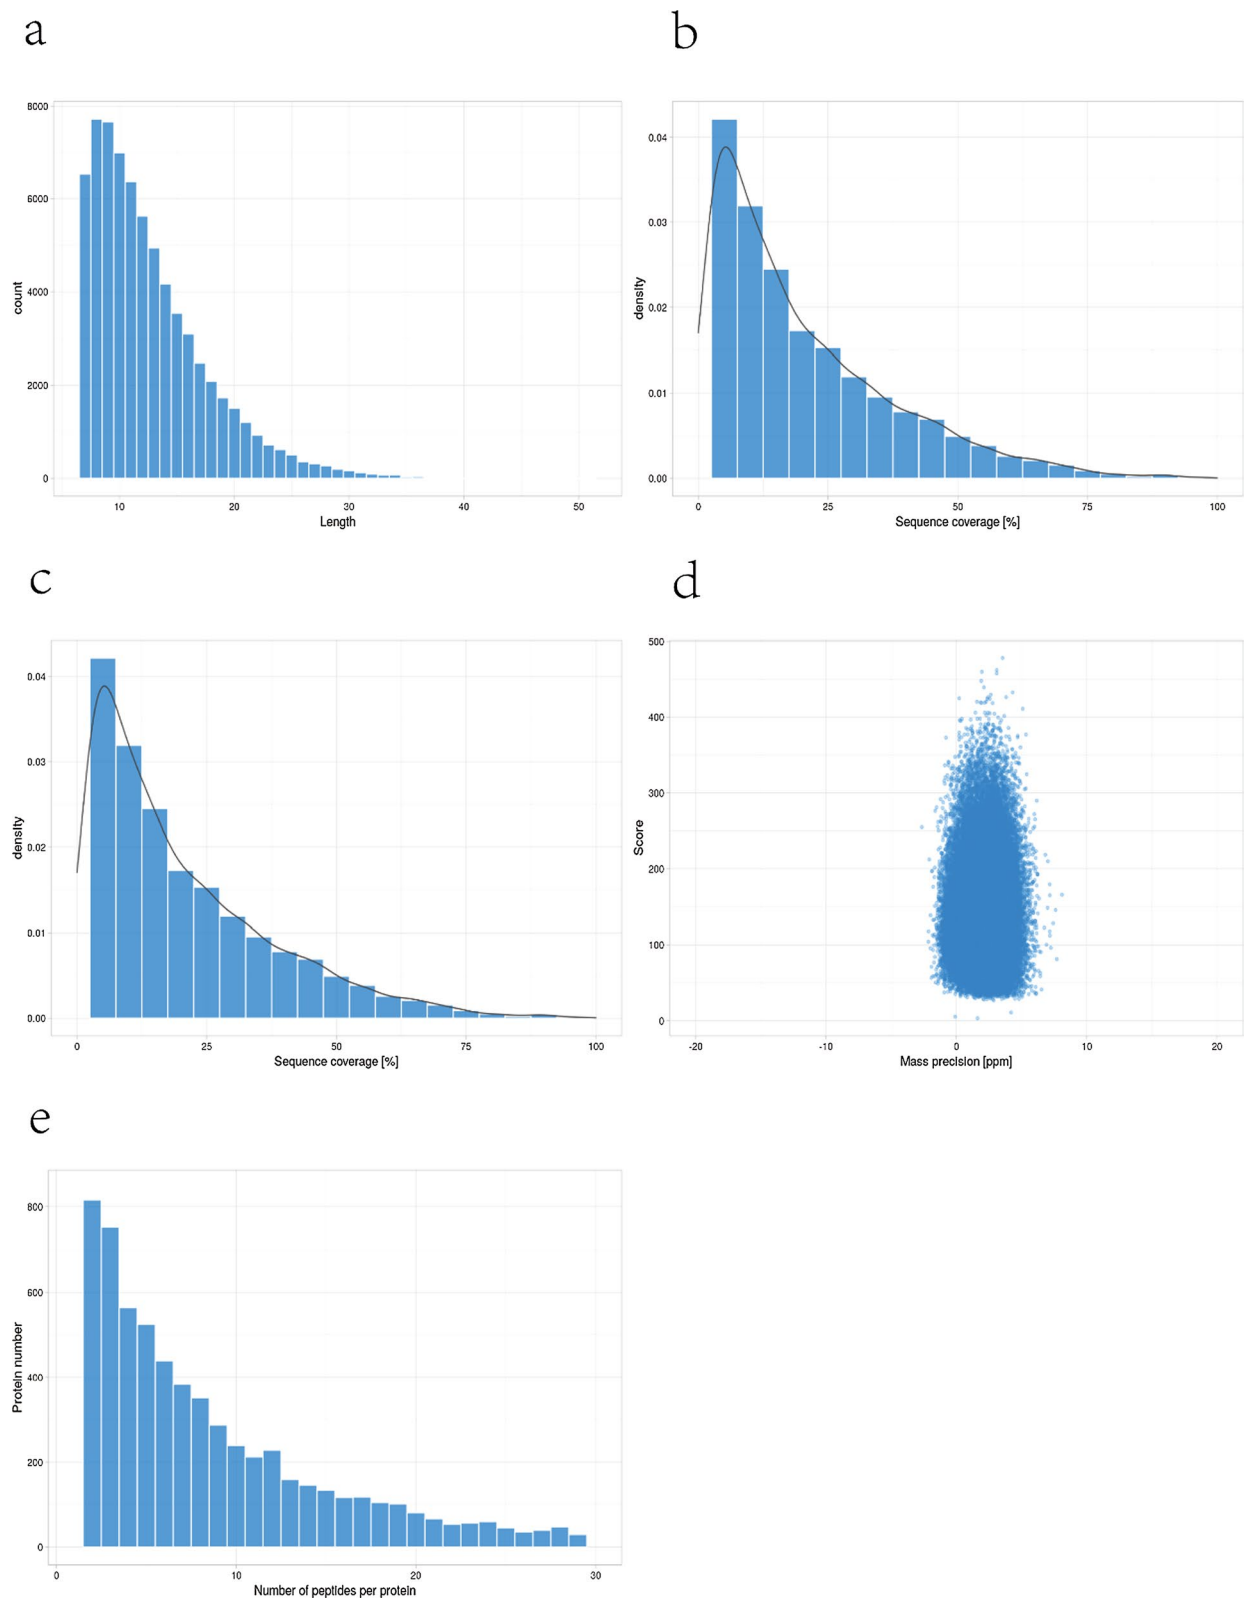 a
8000
6000
4000
2000
0
count
10 20 30 40 50
Length
b
0.04
0.03
0.02
0.01
0.00
density
0 25 50 75 100
Sequence coverage [%]
c
0.04
0.03
0.02
0.01
0.00
density
0 25 50 75 100
Sequence coverage [%]
d
500
400
300
200
100
0
Score
-20 -10 0 10 20
Mass precision [ppm]
e
800
600
400
200
0
Protein number
0 10 20 30
Number of peptides per protein